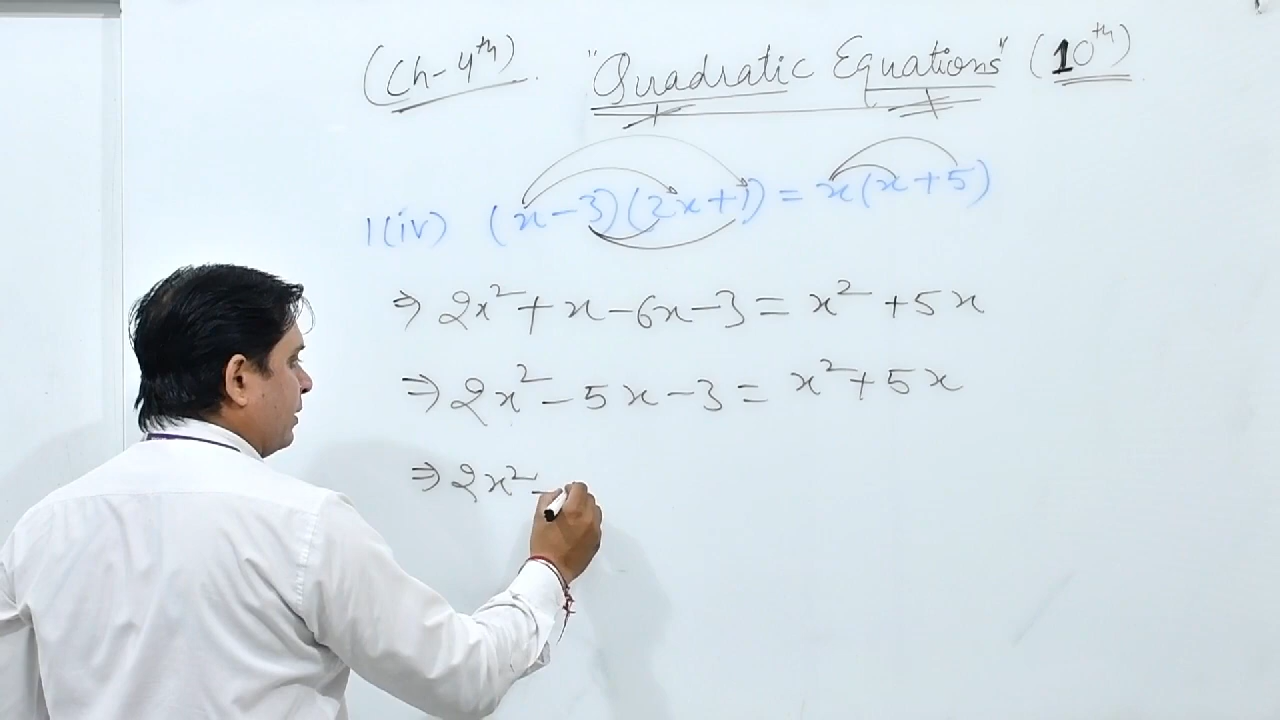 (Ch-4th) "Quadratic Equations" (10th)
1(iv) (x-3)(2x+1) = x(x+5)
⇒ 2x²+x-6x-3 = x²+5x
⇒ 2x²-5x-3 = x²+5x
⇒ 2x²-